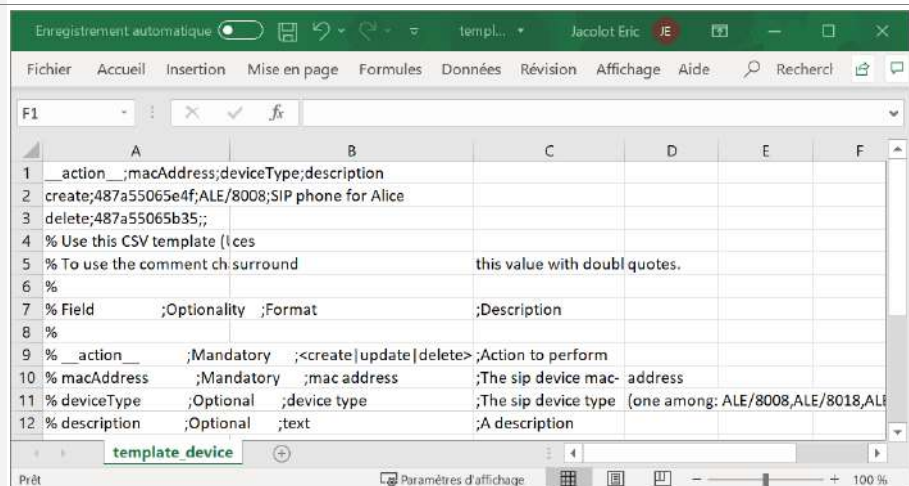 Enregistrement automatique templ... Jacolot Eric JE
Fichier Accueil Insertion Mise en page Formules Données Révision Affichage Aide Recherch
F1 fx
A B C D E F
1 __action__;macAddress;deviceType;description
2 create;487a55065e4f;ALE/8008;SIP phone for Alice
3 delete;487a55065b35;;
4 % Use this CSV template (U ces
5 % To use the comment ch surround this value with doubl quotes.
6 %
7 % Field ;Optionality ;Format ;Description
8 %
9 % __action__ ;Mandatory ;<create|update|delete> ;Action to perform
10 % macAddress ;Mandatory ;mac address ;The sip device mac- address
11 % deviceType ;Optional ;device type ;The sip device type (one among: ALE/8008,ALE/8018,ALE
12 % description ;Optional ;text ;A description
template_device
Prêt Paramètres d'affichage 100 %